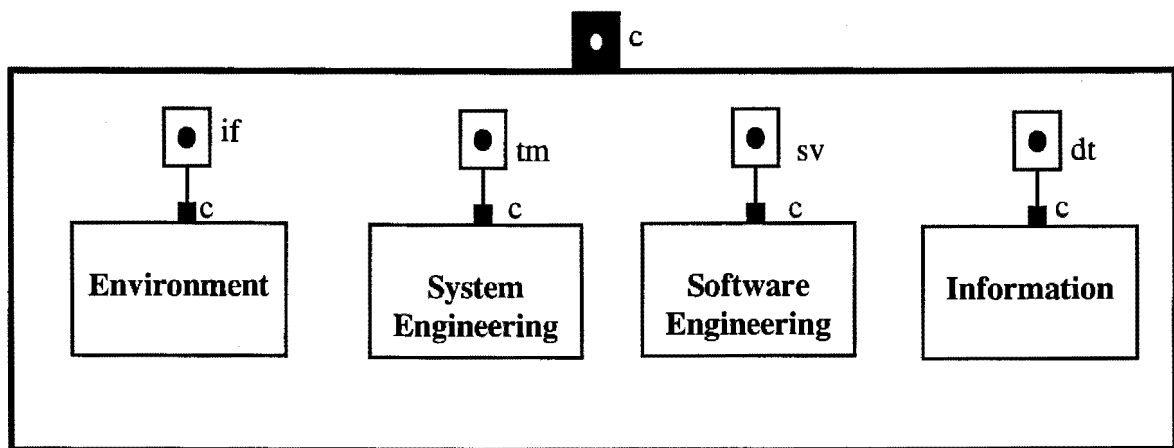 c
if
tm
sv
dt
c
c
c
c
Environment
System
Engineering
Software
Engineering
Information